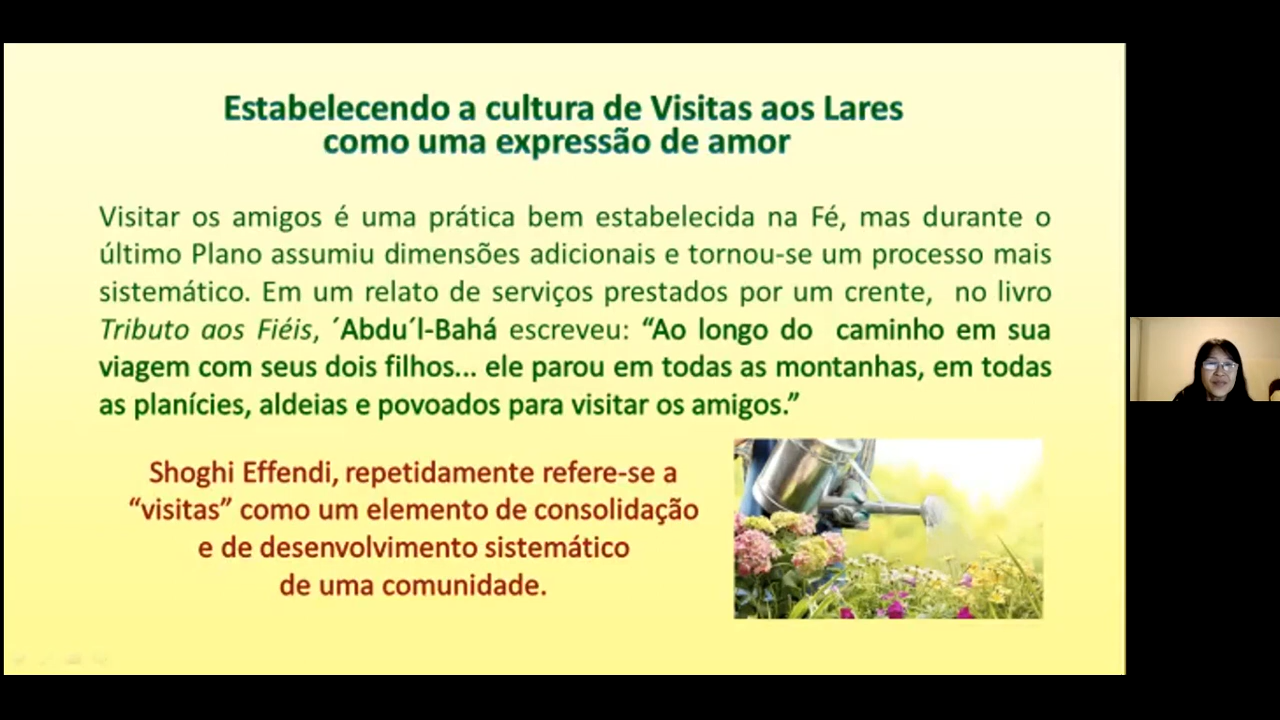 Estabelecendo a cultura de Visitas aos Lares
como uma expressão de amor
Visitar os amigos é uma prática bem estabelecida na Fé, mas durante o
último Plano assumiu dimensões adicionais e tornou-se um processo mais
sistemático. Em um relato de serviços prestados por um crente, no livro
Tributo aos Fiéis, ´Abdu´l-Bahá escreveu: “Ao longo do caminho em sua
viagem com seus dois filhos... ele parou em todas as montanhas, em todas
as planícies, aldeias e povoados para visitar os amigos.”
Shoghi Effendi, repetidamente refere-se a
“visitas” como um elemento de consolidação
e de desenvolvimento sistemático
de uma comunidade.